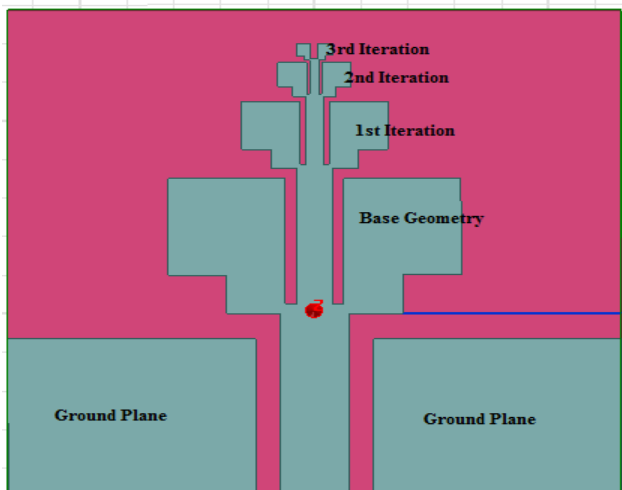 3rd Iteration
2nd Iteration
1st Iteration
Base Geometry
Ground Plane
Ground Plane